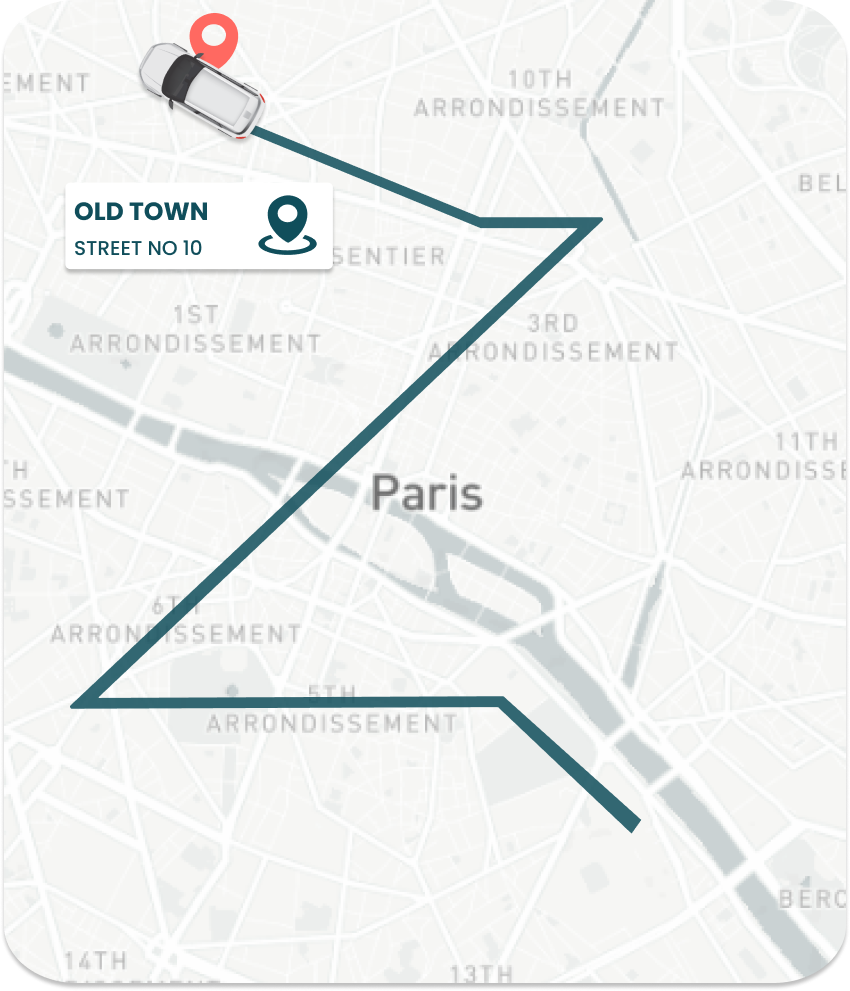 10TH
ARRONDISSEMENT
EMENT
BEL
OLD TOWN
STREET NO 10
SENTIER
1ST
ARRONDISSEMENT
3RD
ARRONDISSEMENT
11TH
ARRONDISSE
TH
SSEMENT
Paris
6TH
ARRONDISSEMENT
5TH
ARRONDISSEMENT
BERC
14TH
DISSEMENT
13TH